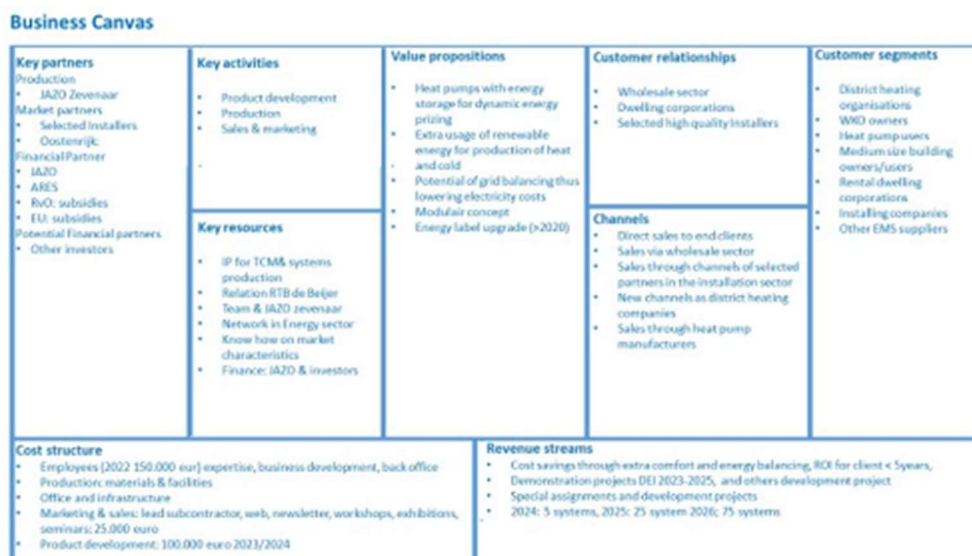 Business Canvas
Key partners
Production
• JAZO Zevenaar
Market partners
• Selected Installers
• Oostenrijk:
Financial Partner
• JAZO
• ARES
• RvO: subsidies
• EU: subsidies
Potential Financial partners
• Other investors
Key activities
• Product development
• Production
• Sales & marketing
Key resources
• IP for TCM& systems
production
• Relation RTB de Beijer
• Team & JAZO zevenaar
• Network in Energy sector
• Know how on market
characteristics
• Finance: JAZO & investors
Value propositions
• Heat pumps with energy
storage for dynamic energy
prizing
• Extra usage of renewable
energy for production of heat
and cold
• Potential of grid balancing thus
lowering electricity costs
• Modulair concept
• Energy label upgrade (>2020)
Customer relationships
• Wholesale sector
• Dwelling corporations
• Selected high quality Installers
Channels
• Direct sales to end clients
• Sales via wholesale sector
• Sales through channels of selected
partners in the installation sector
• New channels as district heating
companies
• Sales through heat pump
manufacturers
Customer segments
• District heating
organisations
• WKO owners
• Heat pump users
• Medium size building
owners/users
• Rental dwelling
corporations
• Installing companies
• Other EMS suppliers
Cost structure
• Employees (2022 150.000 eur) expertise, business development, back office
• Production: materials & facilities
• Office and infrastructure
• Marketing & sales: lead subcontractor, web, newsletter, workshops, exhibitions,
seminars: 25.000 euro
• Product development: 100.000 euro 2023/2024
Revenue streams
• Cost savings through extra comfort and energy balancing, ROI for client < 5years,
• Demonstration projects DEI 2023-2025, and others development project
• Special assignments and development projects
• 2024: 5 systems, 2025: 25 system 2026; 75 systems